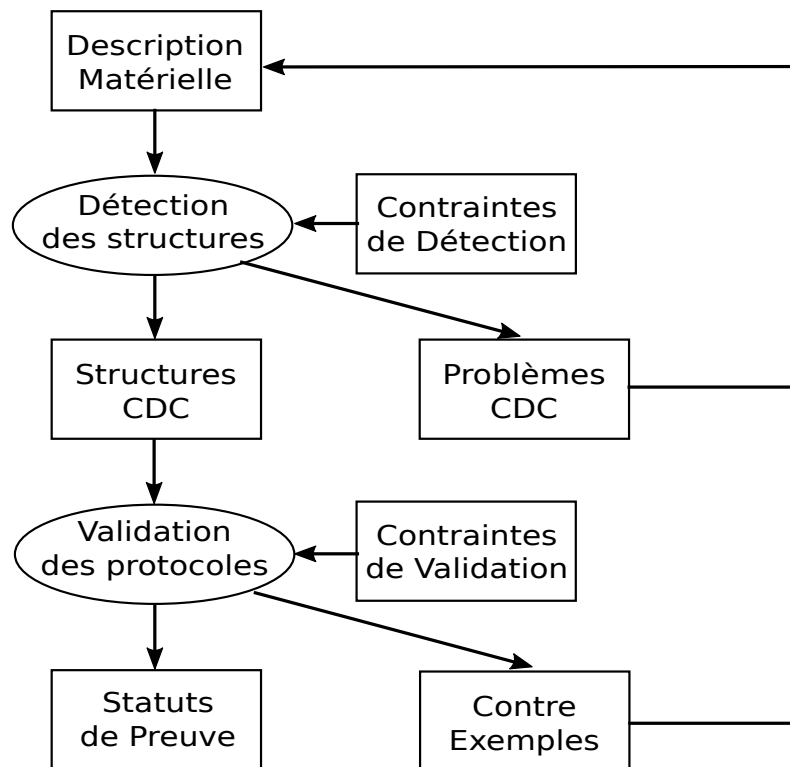 Description
Matérielle
Détection
des structures
Contraintes
de Détection
Structures
CDC
Problèmes
CDC
Validation
des protocoles
Contraintes
de Validation
Statuts
de Preuve
Contre
Exemples